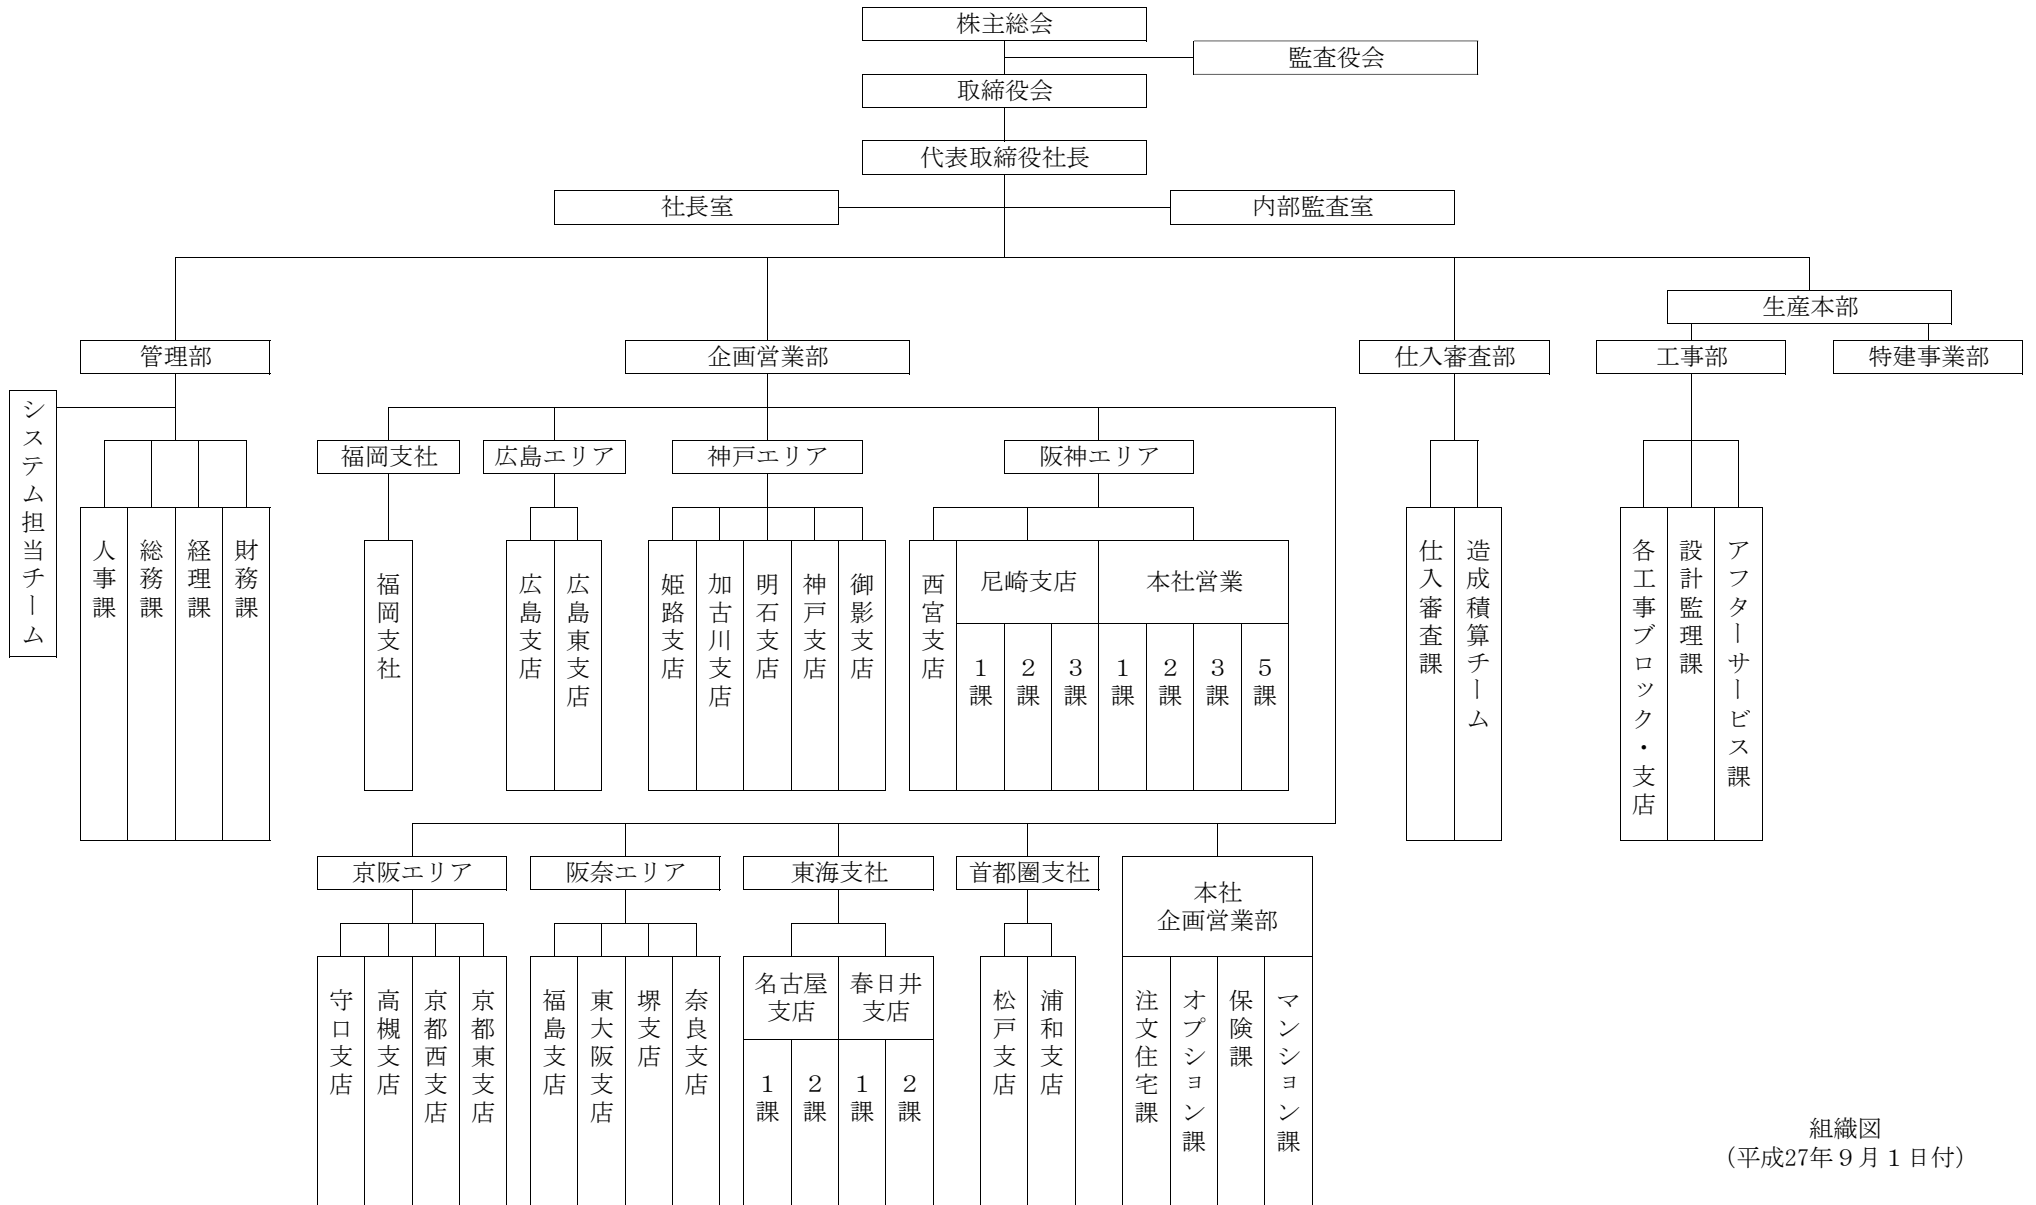 株主総会
監査役会
取締役会
代表取締役社長
社長室
内部監査室
生産本部
管理部
企画営業部
仕入審査部
工事部
特建事業部
システム担当チーム
福岡支社
広島エリア
神戸エリア
阪神エリア
人事課
総務課
経理課
財務課
福岡支社
広島支店
広島東支店
姫路支店
加古川支店
明石支店
神戸支店
御影支店
西宮支店
尼崎支店
1課
2課
3課
本社営業
1課
2課
3課
5課
仕入審査課
造成積算チーム
各工事ブロック・支店
設計監理課
アフターサービス課
京阪エリア
阪奈エリア
東海支社
首都圏支社
本社
企画営業部
守口支店
高槻支店
京都西支店
京都東支店
福島支店
東大阪支店
堺支店
奈良支店
名古屋
支店
1課
2課
春日井
支店
1課
2課
松戸支店
浦和支店
注文住宅課
オプション課
保険課
マンション課
組織図
（平成27年９月１日付）